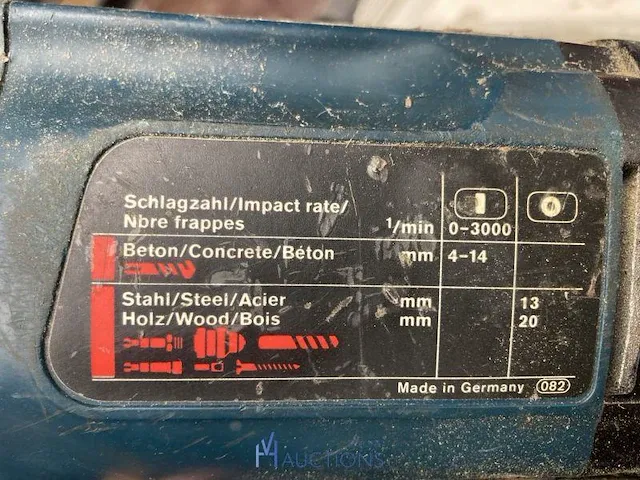 Schlagzahl/Impact rate/
Nbre frappes 1/min 0-3000
Beton/Concrete/Béton mm 4-14
Stahl/Steel/Acier mm 13
Holz/Wood/Bois mm 20
Made in Germany 082
AUCTIONS